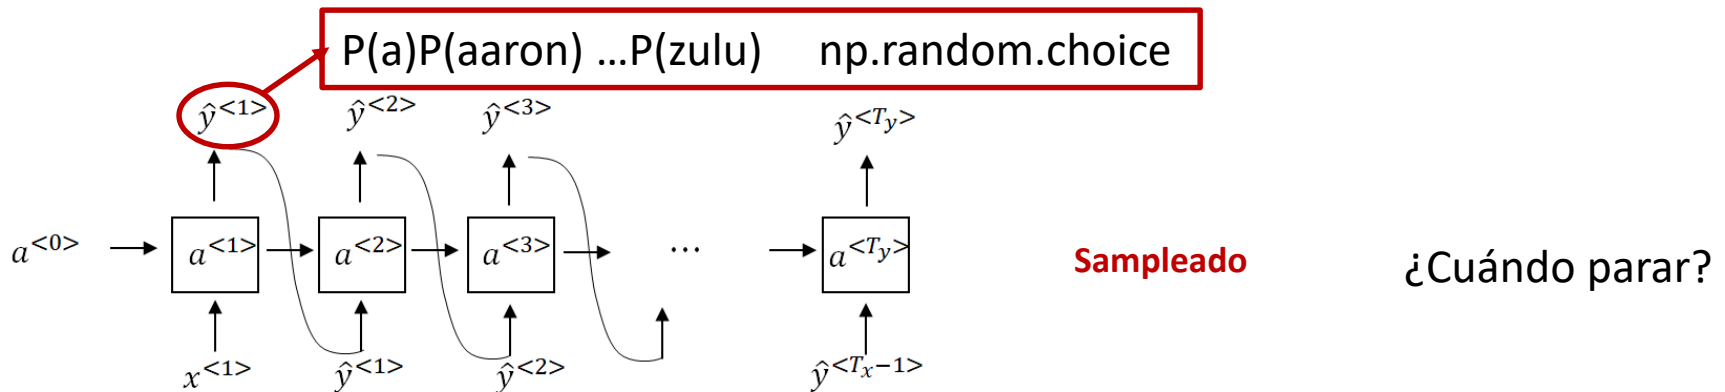 P(a)P(aaron) ...P(zulu) np.random.choice
ŷ<1> ŷ<2> ŷ<3> ŷ<Ty>
a<0> a<1> a<2> a<3> ... a<Ty> Sampleado ¿Cuándo parar?
x<1> ŷ<1> ŷ<2> ŷ<Tx−1>